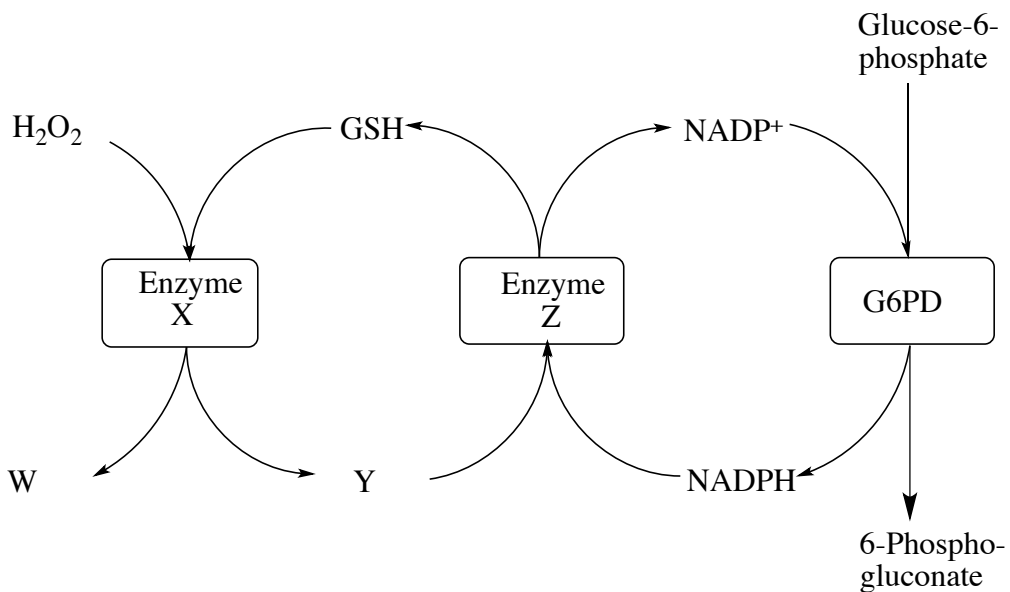 Glucose-6-
phosphate
H₂O₂
GSH
NADP⁺
Enzyme
X
Enzyme
Z
G6PD
W
Y
NADPH
6-Phospho-
gluconate